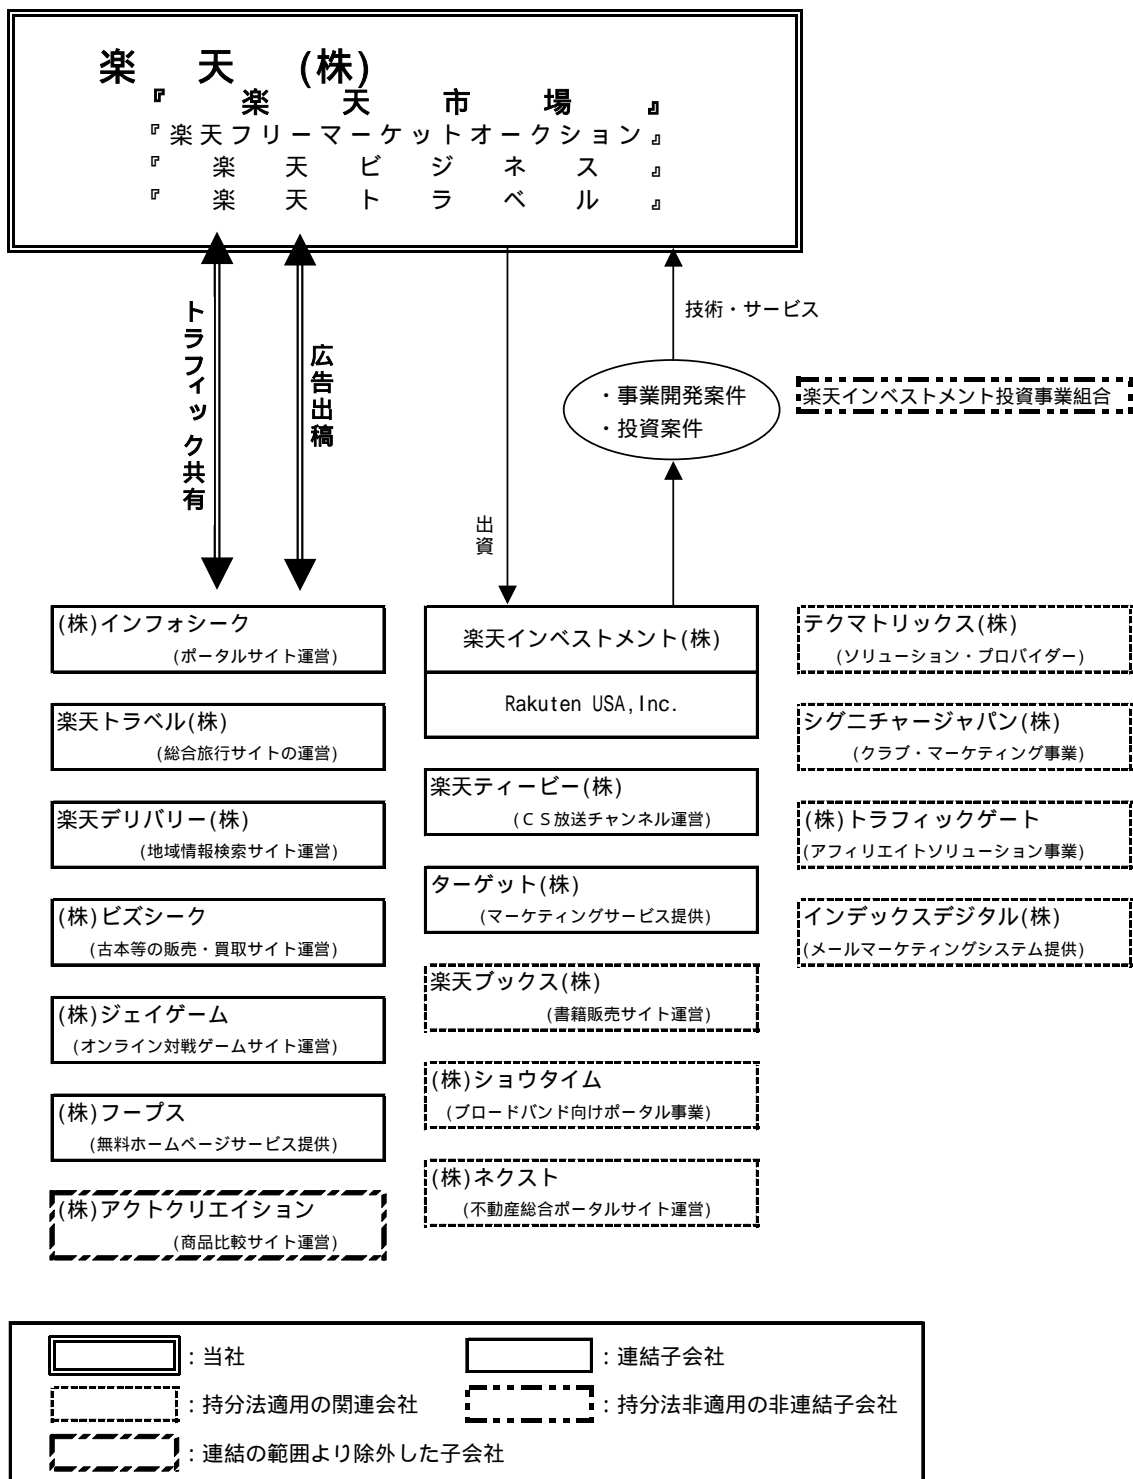 楽天(株)
『楽天市場』
『楽天フリーマーケットオークション』
『楽天ビジネス』
『楽天トラベル』
トラフィック共有
広告出稿
出資
技術・サービス
・事業開発案件
・投資案件
楽天インベストメント投資事業組合
(株)インフォシーク
(ポータルサイト運営)
楽天トラベル(株)
(総合旅行サイトの運営)
楽天デリバリー(株)
(地域情報検索サイト運営)
(株)ビズシーク
(古本等の販売・買取サイト運営)
(株)ジェイゲーム
(オンライン対戦ゲームサイト運営)
(株)フープス
(無料ホームページサービス提供)
(株)アクトクリエイション
(商品比較サイト運営)
楽天インベストメント(株)
Rakuten USA,Inc.
楽天ティービー(株)
(ＣＳ放送チャンネル運営)
ターゲット(株)
(マーケティングサービス提供)
楽天ブックス(株)
(書籍販売サイト運営)
(株)ショウタイム
(ブロードバンド向けポータル事業)
(株)ネクスト
(不動産総合ポータルサイト運営)
テクマトリックス(株)
(ソリューション・プロバイダー)
シグニチャージャパン(株)
(クラブ・マーケティング事業)
(株)トラフィックゲート
(アフィリエイトソリューション事業)
インデックスデジタル(株)
(メールマーケティングシステム提供)
：当社
：連結子会社
：持分法適用の関連会社
：持分法非適用の非連結子会社
：連結の範囲より除外した子会社